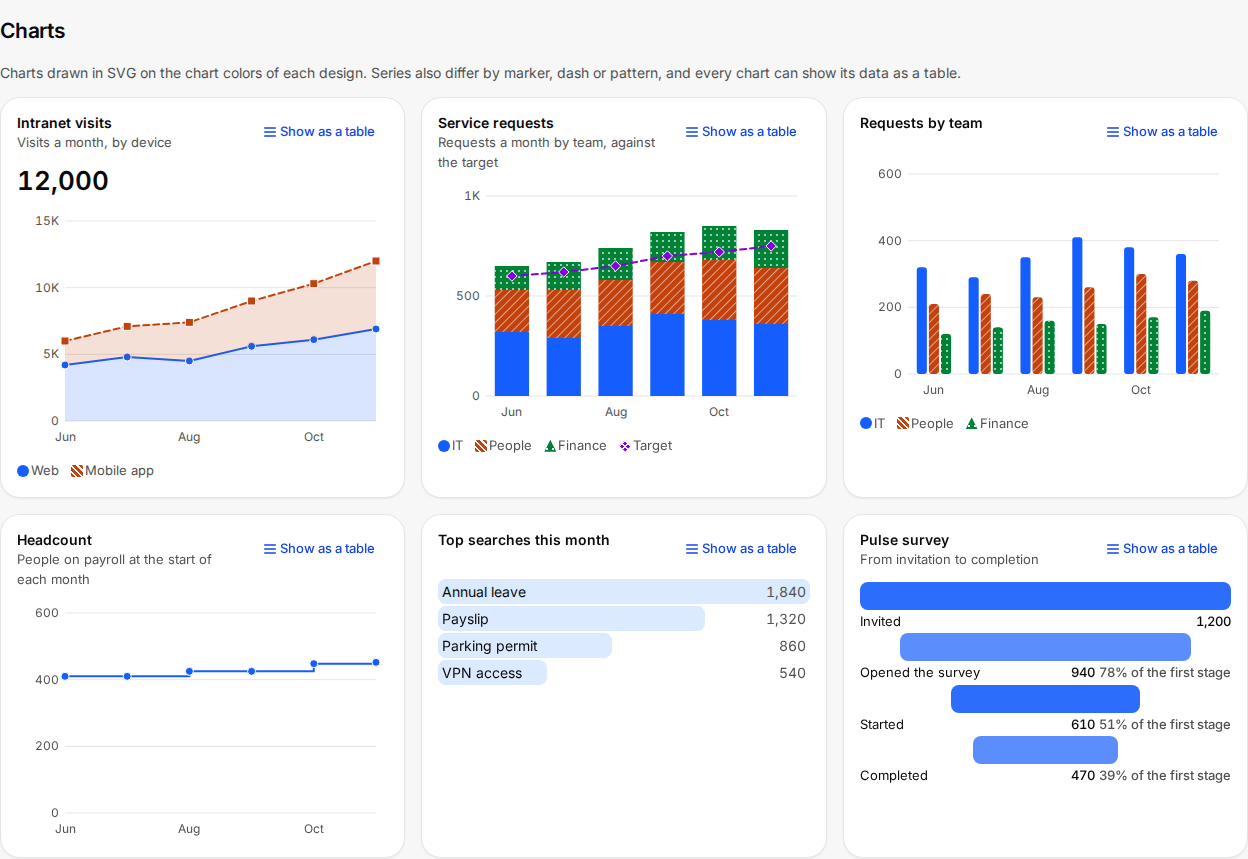 Charts
Charts drawn in SVG on the chart colors of each design. Series also differ by marker, dash or pattern, and every chart can show its data as a table.
Intranet visits
Visits a month, by device
Show as a table
12,000
15K
10K
5K
0
Jun Aug Oct
Web Mobile app
Service requests
Requests a month by team, against
the target
Show as a table
1K
500
0
Jun Aug Oct
IT People Finance Target
Requests by team
Show as a table
600
400
200
0
Jun Aug Oct
IT People Finance
Headcount
People on payroll at the start of
each month
Show as a table
600
400
200
0
Jun Aug Oct
Top searches this month
Show as a table
Annual leave 1,840
Payslip 1,320
Parking permit 860
VPN access 540
Pulse survey
From invitation to completion
Show as a table
Invited 1,200
Opened the survey 940 78% of the first stage
Started 610 51% of the first stage
Completed 470 39% of the first stage